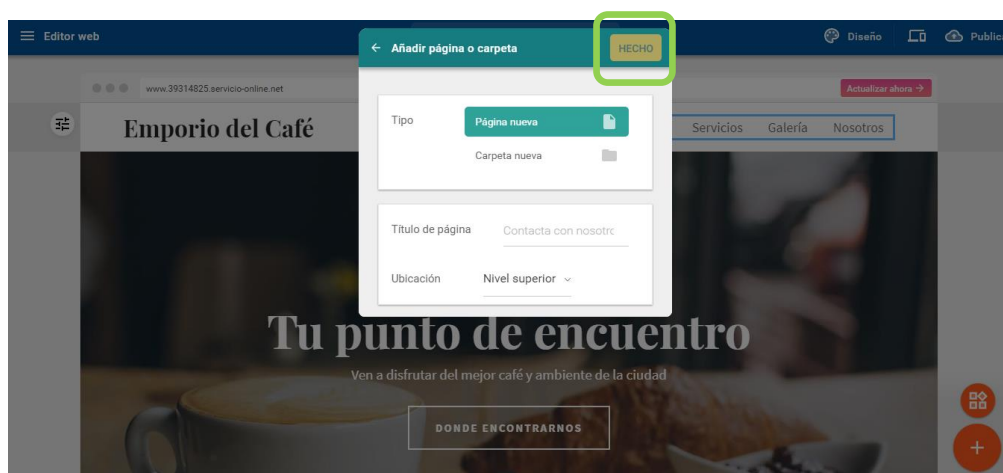 Editor web
Añadir página o carpeta
HECHO
Diseño
Public
www.39314825.servicio-online.net
Actualizar ahora
Emporio del Café
Servicios Galería Nosotros
Tipo
Página nueva
Carpeta nueva
Título de página
Contacta con nosotro
Ubicación
Nivel superior
Tu punto de encuentro
Ven a disfrutar del mejor café y ambiente de la ciudad
DONDE ENCONTRARNOS